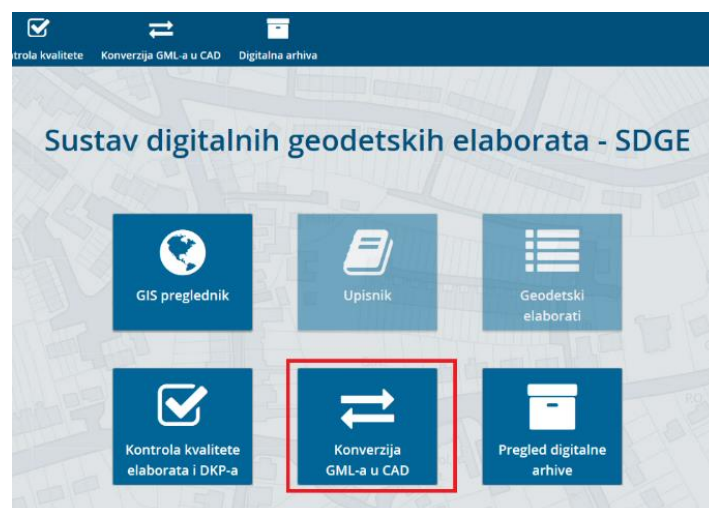 trola kvalitete Konverzija GML-a u CAD Digitalna arhiva
Sustav digitalnih geodetskih elaborata - SDGE
GIS preglednik Upisnik Geodetski
elaborati
Kontrola kvalitete
elaborata i DKP-a
Konverzija
GML-a u CAD
Pregled digitalne
arhive